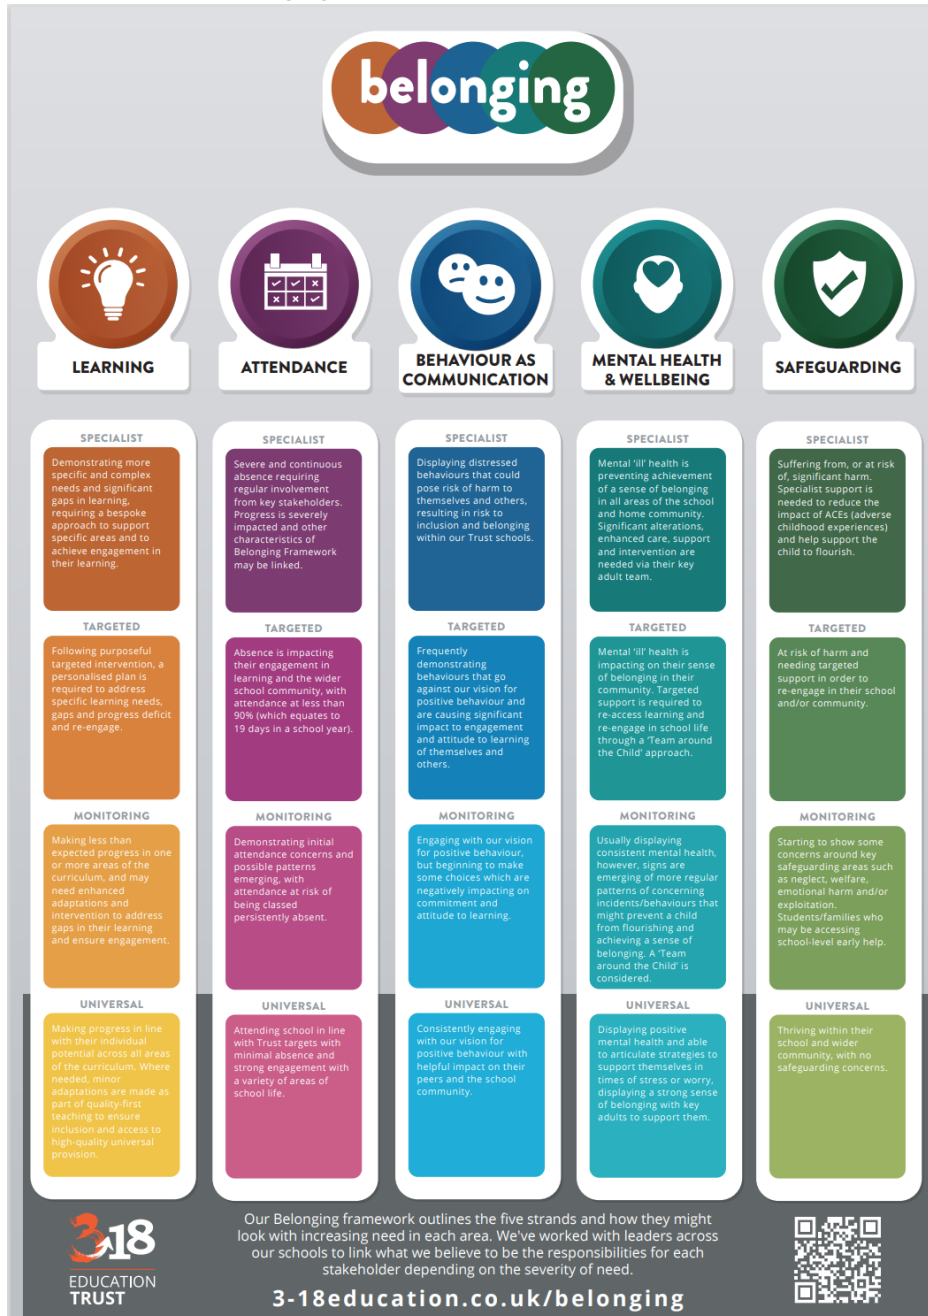 belonging
LEARNING
ATTENDANCE
BEHAVIOUR AS
COMMUNICATION
MENTAL HEALTH
& WELLBEING
SAFEGUARDING
SPECIALIST
Demonstrating more
specific and complex
needs and significant
gaps in learning,
requiring a bespoke
approach to support
specific areas and to
achieve engagement in
their learning.
TARGETED
Following purposeful
targeted intervention, a
personalised plan is
required to address
specific learning needs,
gaps and progress deficit
and re-engage.
MONITORING
Making less than
expected progress in one
or more areas of the
curriculum, and may
need enhanced
adaptations and
intervention to address
gaps in their learning
and ensure engagement.
UNIVERSAL
Making progress in line
with their individual
potential across all areas
of the curriculum. Where
needed, minor
adaptations are made as
part of quality-first
teaching to ensure
inclusion and access to
high-quality universal
provision.
SPECIALIST
Severe and continuous
absence requiring
regular involvement
from key stakeholders.
Progress is severely
impacted and other
characteristics of
Belonging Framework
may be linked.
TARGETED
Absence is impacting
their engagement in
learning and the wider
school community, with
attendance at less than
90% (which equates to
19 days in a school year).
MONITORING
Demonstrating initial
attendance concerns and
possible patterns
emerging, with
attendance at risk of
being classed
persistently absent.
UNIVERSAL
Attending school in line
with Trust targets with
minimal absence and
strong engagement with
a variety of areas of
school life.
SPECIALIST
Displaying distressed
behaviours that could
pose risk of harm to
themselves and others,
resulting in risk to
inclusion and belonging
within our Trust schools.
TARGETED
Frequently
demonstrating
behaviours that go
against our vision for
positive behaviour and
are causing significant
impact to engagement
and attitude to learning
of themselves and
others.
MONITORING
Engaging with our vision
for positive behaviour,
but beginning to make
some choices which are
negatively impacting on
commitment and
attitude to learning.
UNIVERSAL
Consistently engaging
with our vision for
positive behaviour with
helpful impact on their
peers and the school
community.
SPECIALIST
Mental 'ill' health is
preventing achievement
of a sense of belonging
in all areas of the school
and home community.
Significant alterations,
enhanced care, support
and intervention are
needed via their key
adult team.
TARGETED
Mental 'ill' health is
impacting on their sense
of belonging in their
community. Targeted
support is required to
re-access learning and
re-engage in school life
through a 'Team around
the Child' approach.
MONITORING
Usually displaying
consistent mental health,
however, signs are
emerging of more regular
patterns of concerning
incidents/behaviours that
might prevent a child
from flourishing and
achieving a sense of
belonging. A 'Team
around the Child' is
considered.
UNIVERSAL
Displaying positive
mental health and able
to articulate strategies to
support themselves in
times of stress or worry,
displaying a strong sense
of belonging with key
adults to support them.
SPECIALIST
Suffering from, or at risk
of, significant harm.
Specialist support is
needed to reduce the
impact of ACEs (adverse
childhood experiences)
and help support the
child to flourish.
TARGETED
At risk of harm and
needing targeted
support in order to
re-engage in their school
and/or community.
MONITORING
Starting to show some
concerns around key
safeguarding areas such
as neglect, welfare,
emotional harm and/or
exploitation.
Students/families who
may be accessing
school-level early help.
UNIVERSAL
Thriving within their
school and wider
community, with no
safeguarding concerns.
3-18
EDUCATION
TRUST
Our Belonging framework outlines the five strands and how they might
look with increasing need in each area. We've worked with leaders across
our schools to link what we believe to be the responsibilities for each
stakeholder depending on the severity of need.
3-18education.co.uk/belonging